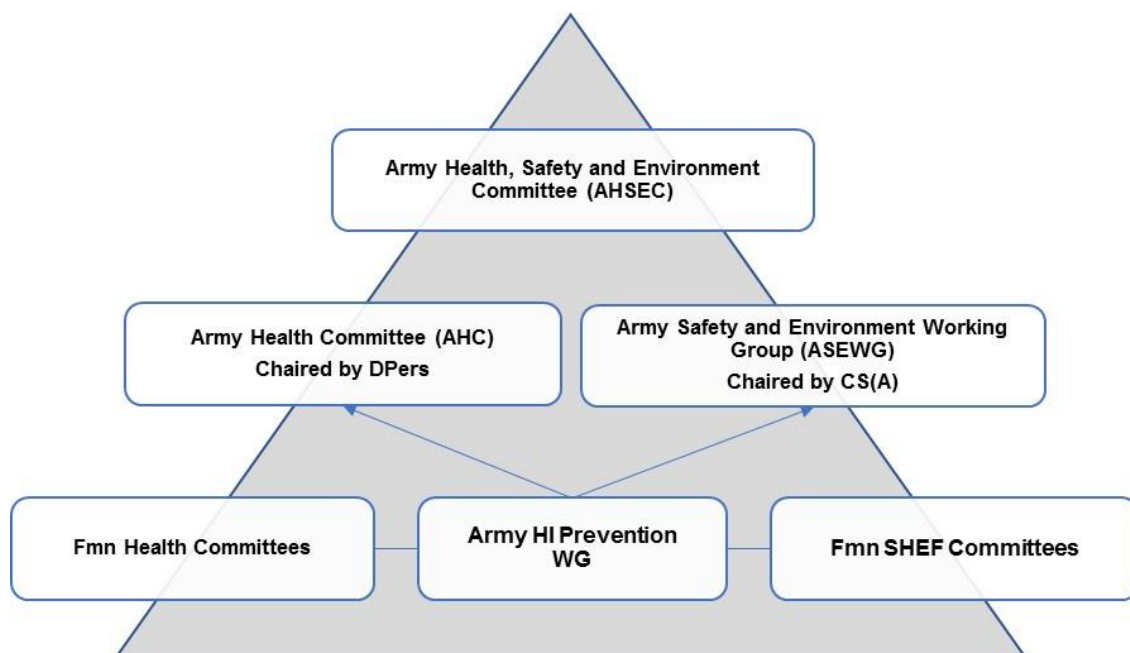 Army Health, Safety and Environment
Committee (AHSEC)
Army Health Committee (AHC)
Chaired by DPers
Army Safety and Environment Working
Group (ASEWG)
Chaired by CS(A)
Fmn Health Committees
Army HI Prevention
WG
Fmn SHEF Committees